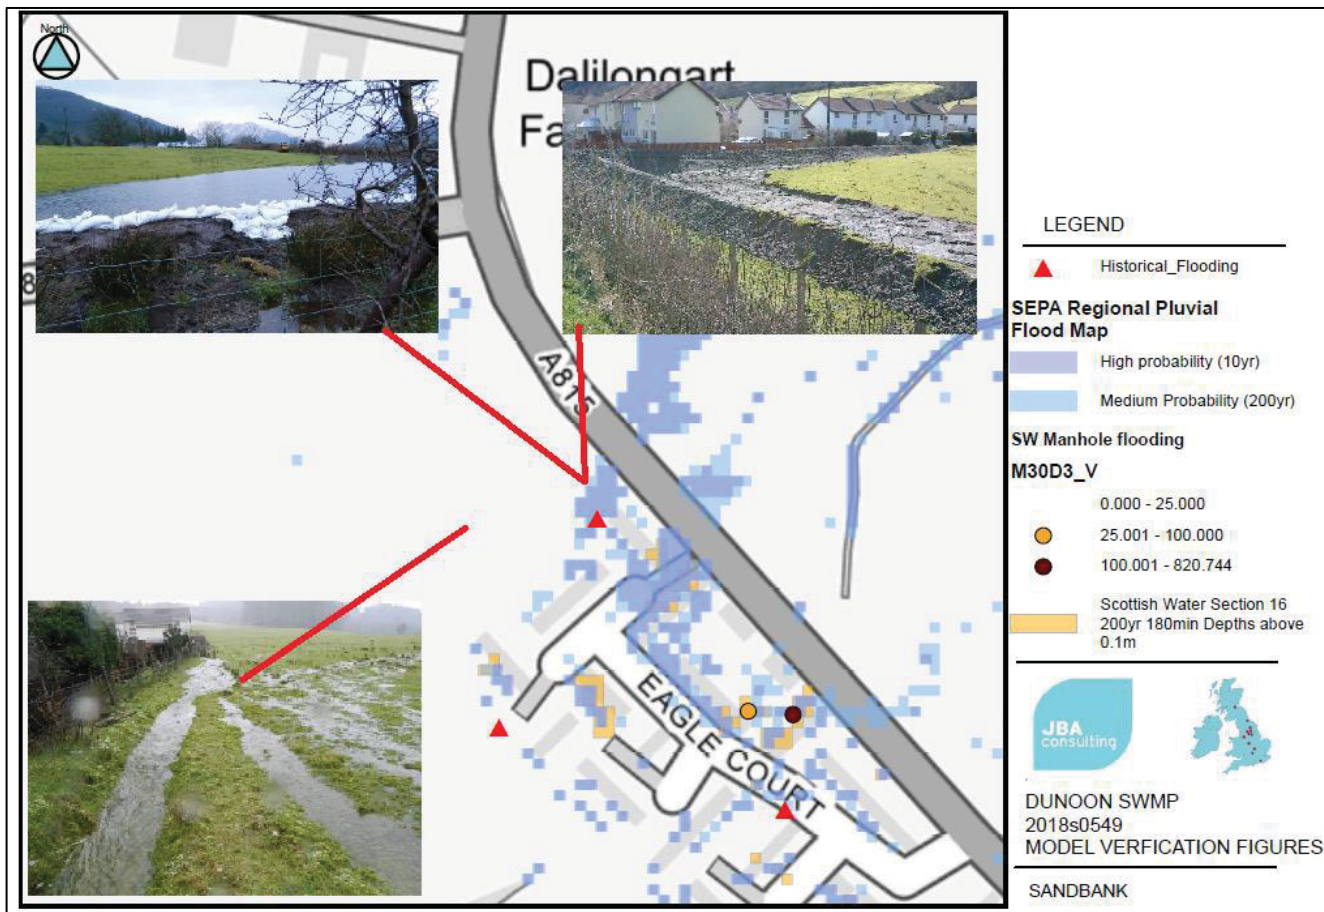 North
Dalilongart
Fa
8
A815
EAGLE COURT
LEGEND
Historical_Flooding
SEPA Regional Pluvial
Flood Map
High probability (10yr)
Medium Probability (200yr)
SW Manhole flooding
M30D3_V
0.000 - 25.000
25.001 - 100.000
100.001 - 820.744
Scottish Water Section 16
200yr 180min Depths above
0.1m
JBA
consulting
DUNOON SWMP
2018s0549
MODEL VERFICATION FIGURES
SANDBANK